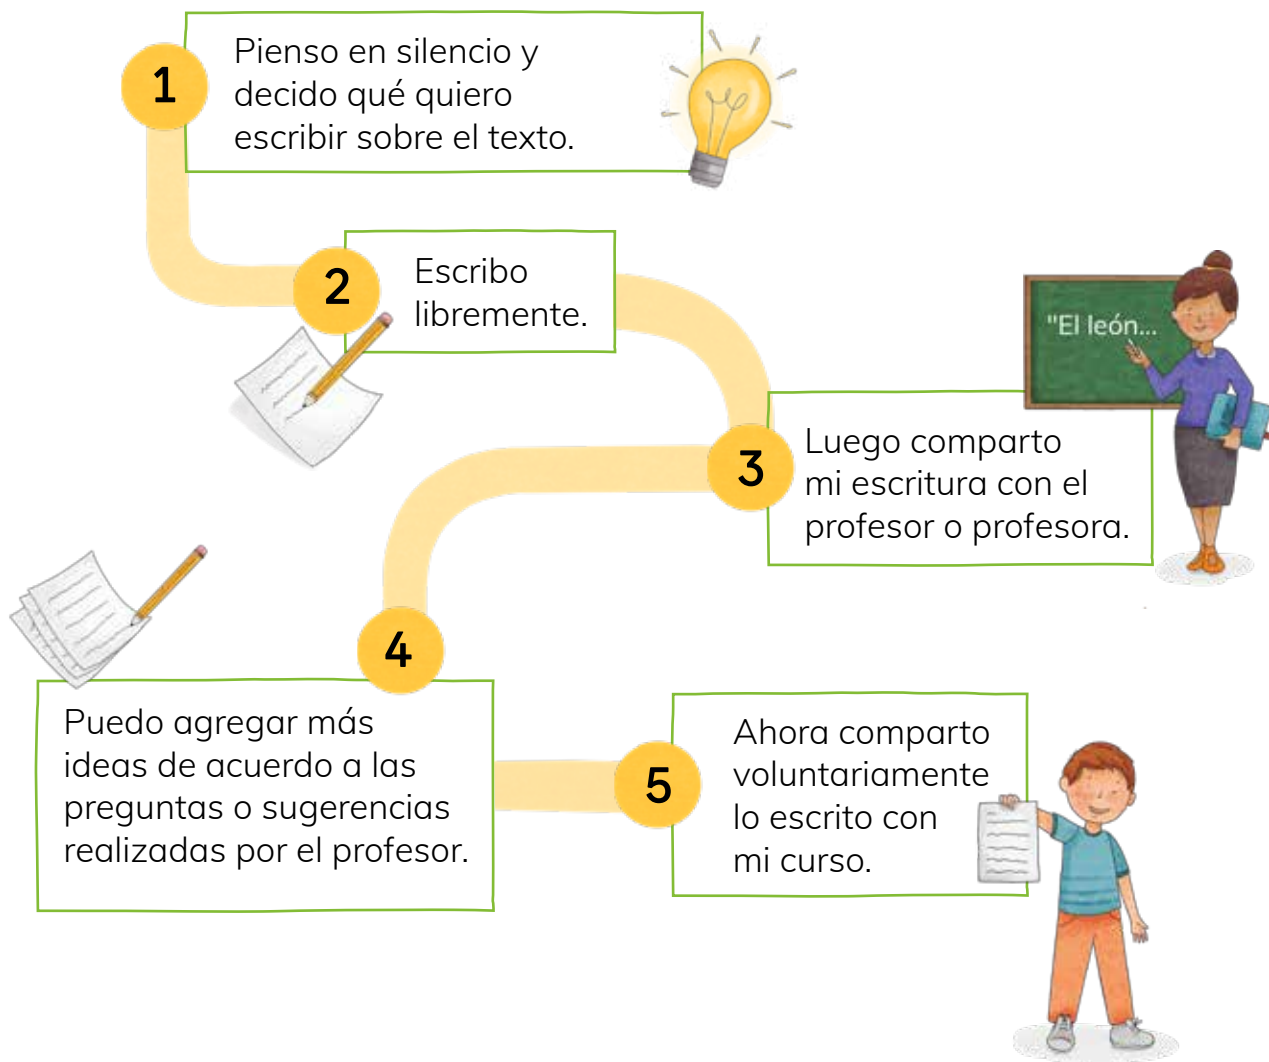 1
Pienso en silencio y
decido qué quiero
escribir sobre el texto.
2
Escribo
libremente.
"El león...
3
Luego comparto
mi escritura con el
profesor o profesora.
4
Puedo agregar más
ideas de acuerdo a las
preguntas o sugerencias
realizadas por el profesor.
5
Ahora comparto
voluntariamente
lo escrito con
mi curso.